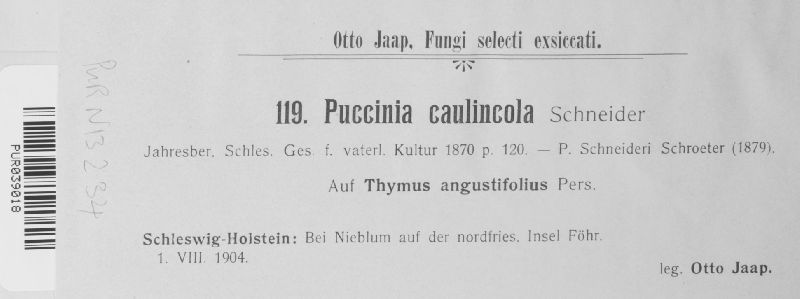 Otto Jaap, Fungi selecti exsiccati.
119. Puccinia caulincola Schneider
Jahresber. Schles. Ges. f. vaterl. Kultur 1870 p. 120. — P. Schneideri Schroeter (1879).
Auf Thymus angustifolius Pers.
Schleswig-Holstein: Bei Nieblum auf der nordfries. Insel Föhr.
1. VIII. 1904.
leg. Otto Jaap.
PUR039018
PUR N13294